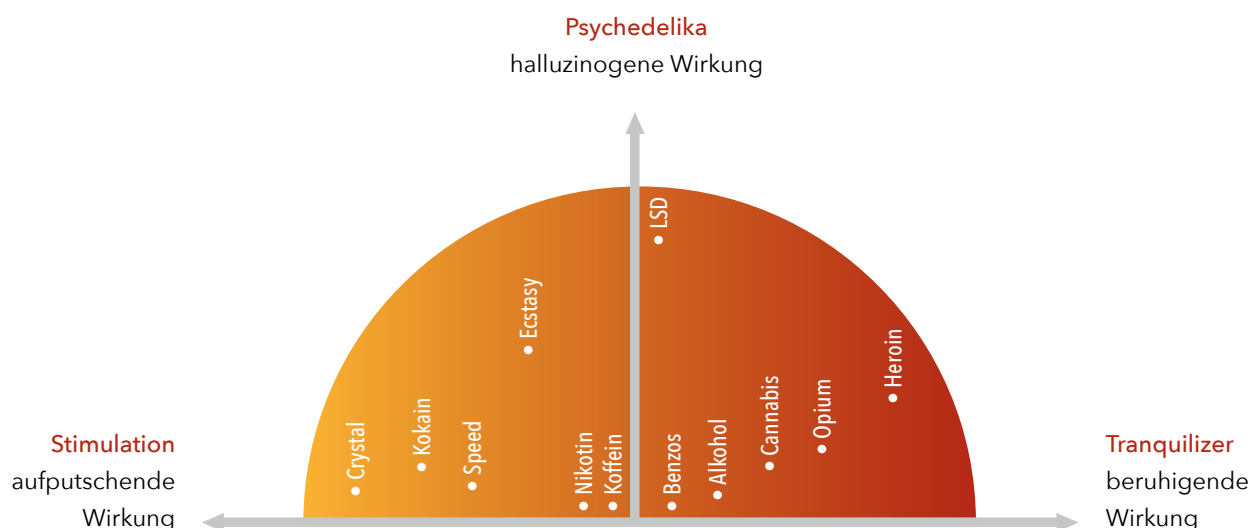 Psychedelika
halluzinogene Wirkung
LSD
Ecstasy
Heroin
Crystal
Kokain
Speed
Nikotin
Koffein
Benzos
Alkohol
Cannabis
Opium
Stimulation
aufputschende
Wirkung
Tranquilizer
beruhigende
Wirkung